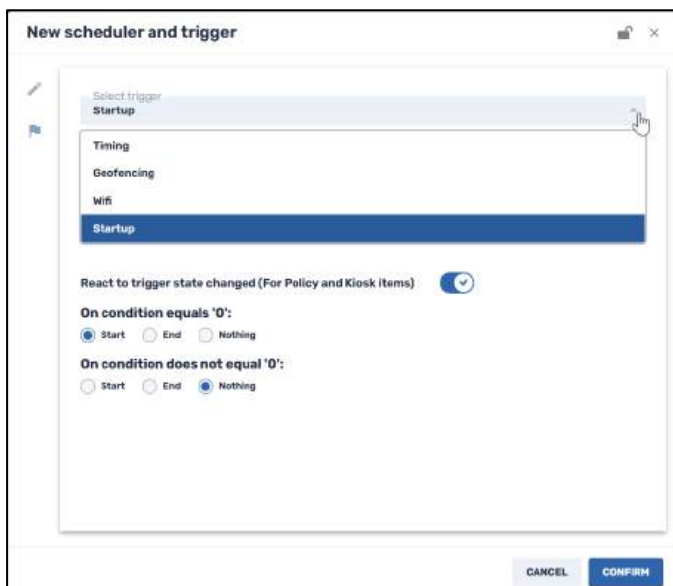 New scheduler and trigger
Select trigger
Startup
Timing
Geofencing
Wifi
Startup
React to trigger state changed (For Policy and Kiosk items)
On condition equals '0':
Start End Nothing
On condition does not equal '0':
Start End Nothing
CANCEL CONFIRM